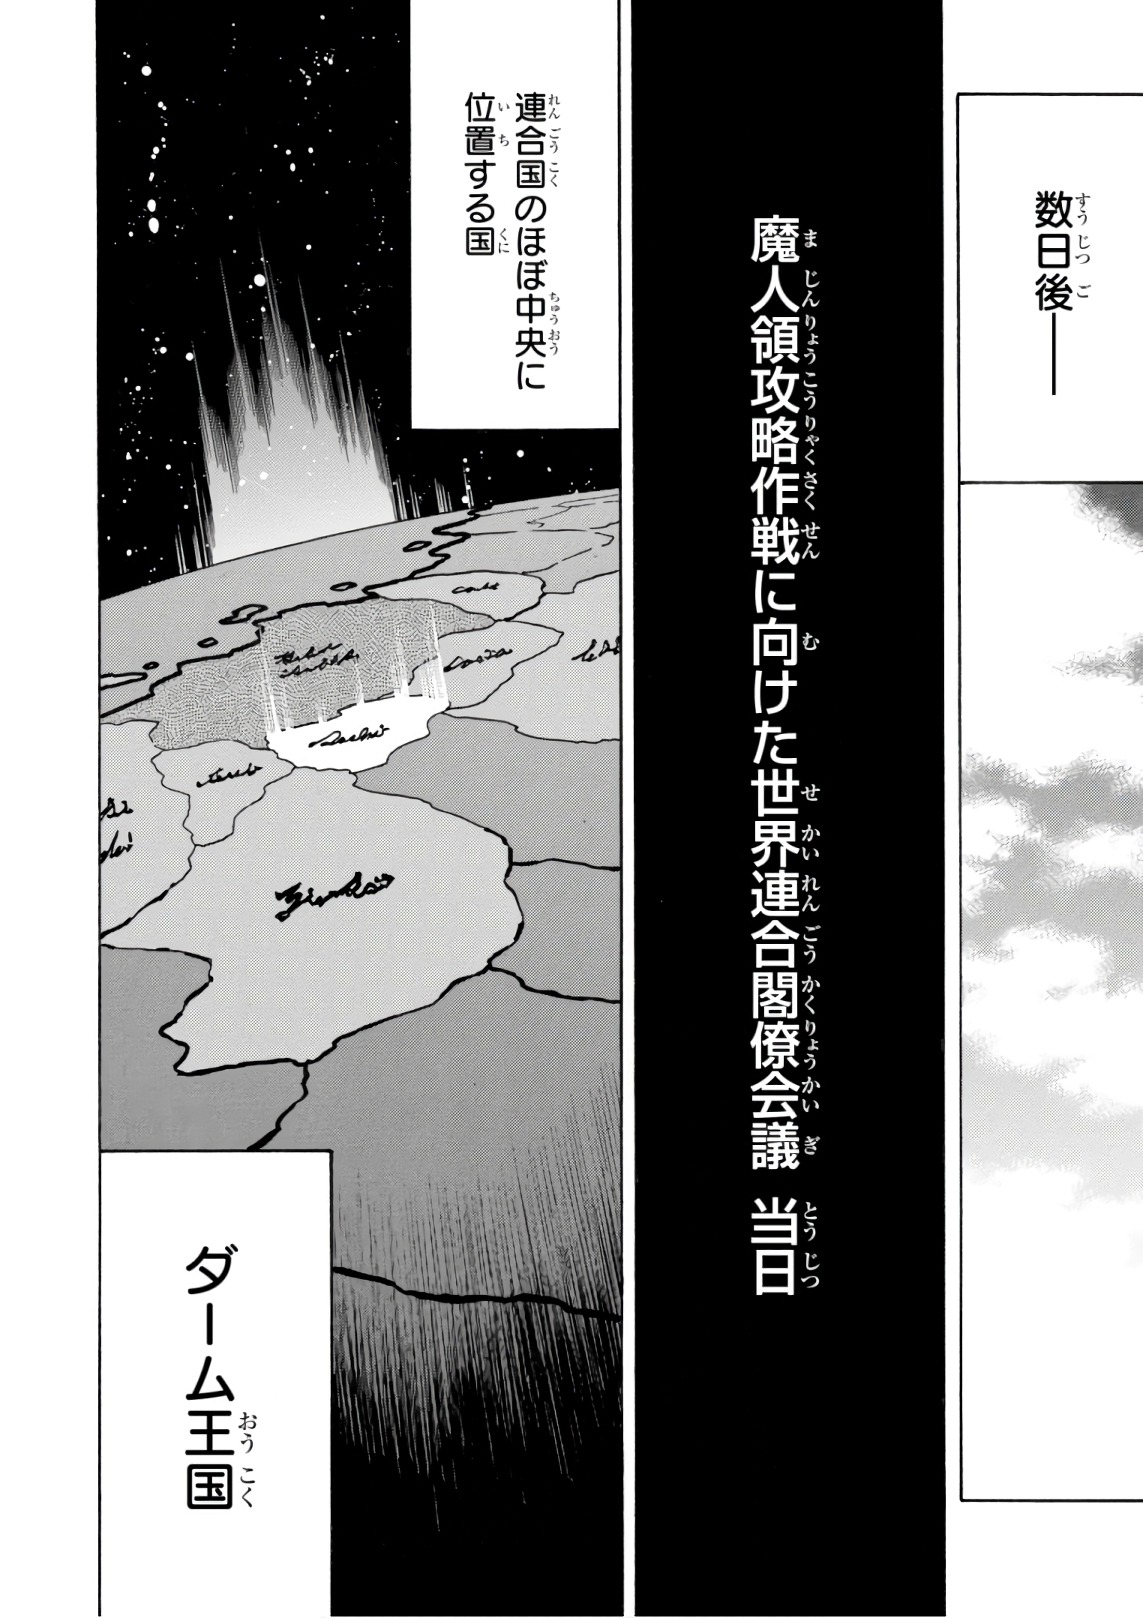 数日後――
魔人領攻略作戦に向けた世界連合閣僚会議 当日
連合国のほぼ中央に
位置する国
ダーム王国